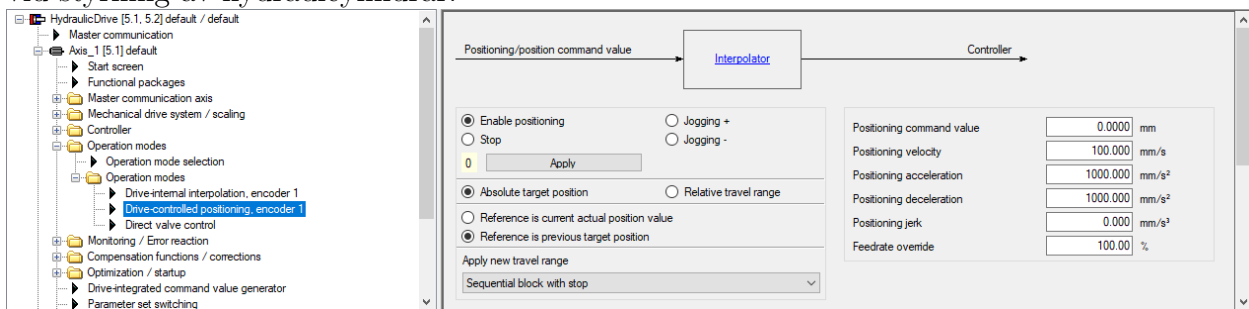 via styrning av hydraulcylindrar.
HydraulicDrive [5.1, 5.2] default / default
Master communication
Axis_1 [5.1] default
Start screen
Functional packages
Master communication axis
Mechanical drive system / scaling
Controller
Operation modes
Operation mode selection
Operation modes
Drive-internal interpolation, encoder 1
Drive-controlled positioning, encoder 1
Direct valve control
Monitoring / Error reaction
Compensation functions / corrections
Optimization / startup
Drive-integrated command value generator
Parameter set switching
Positioning/position command value
Interpolator
Controller
Enable positioning
Jogging +
Stop
Jogging -
0 Apply
Absolute target position
Relative travel range
Reference is current actual position value
Reference is previous target position
Apply new travel range
Sequential block with stop
Positioning command value 0.0000 mm
Positioning velocity 100.000 mm/s
Positioning acceleration 1000.000 mm/s²
Positioning deceleration 1000.000 mm/s²
Positioning jerk 0.000 mm/s³
Feedrate override 100.00 %